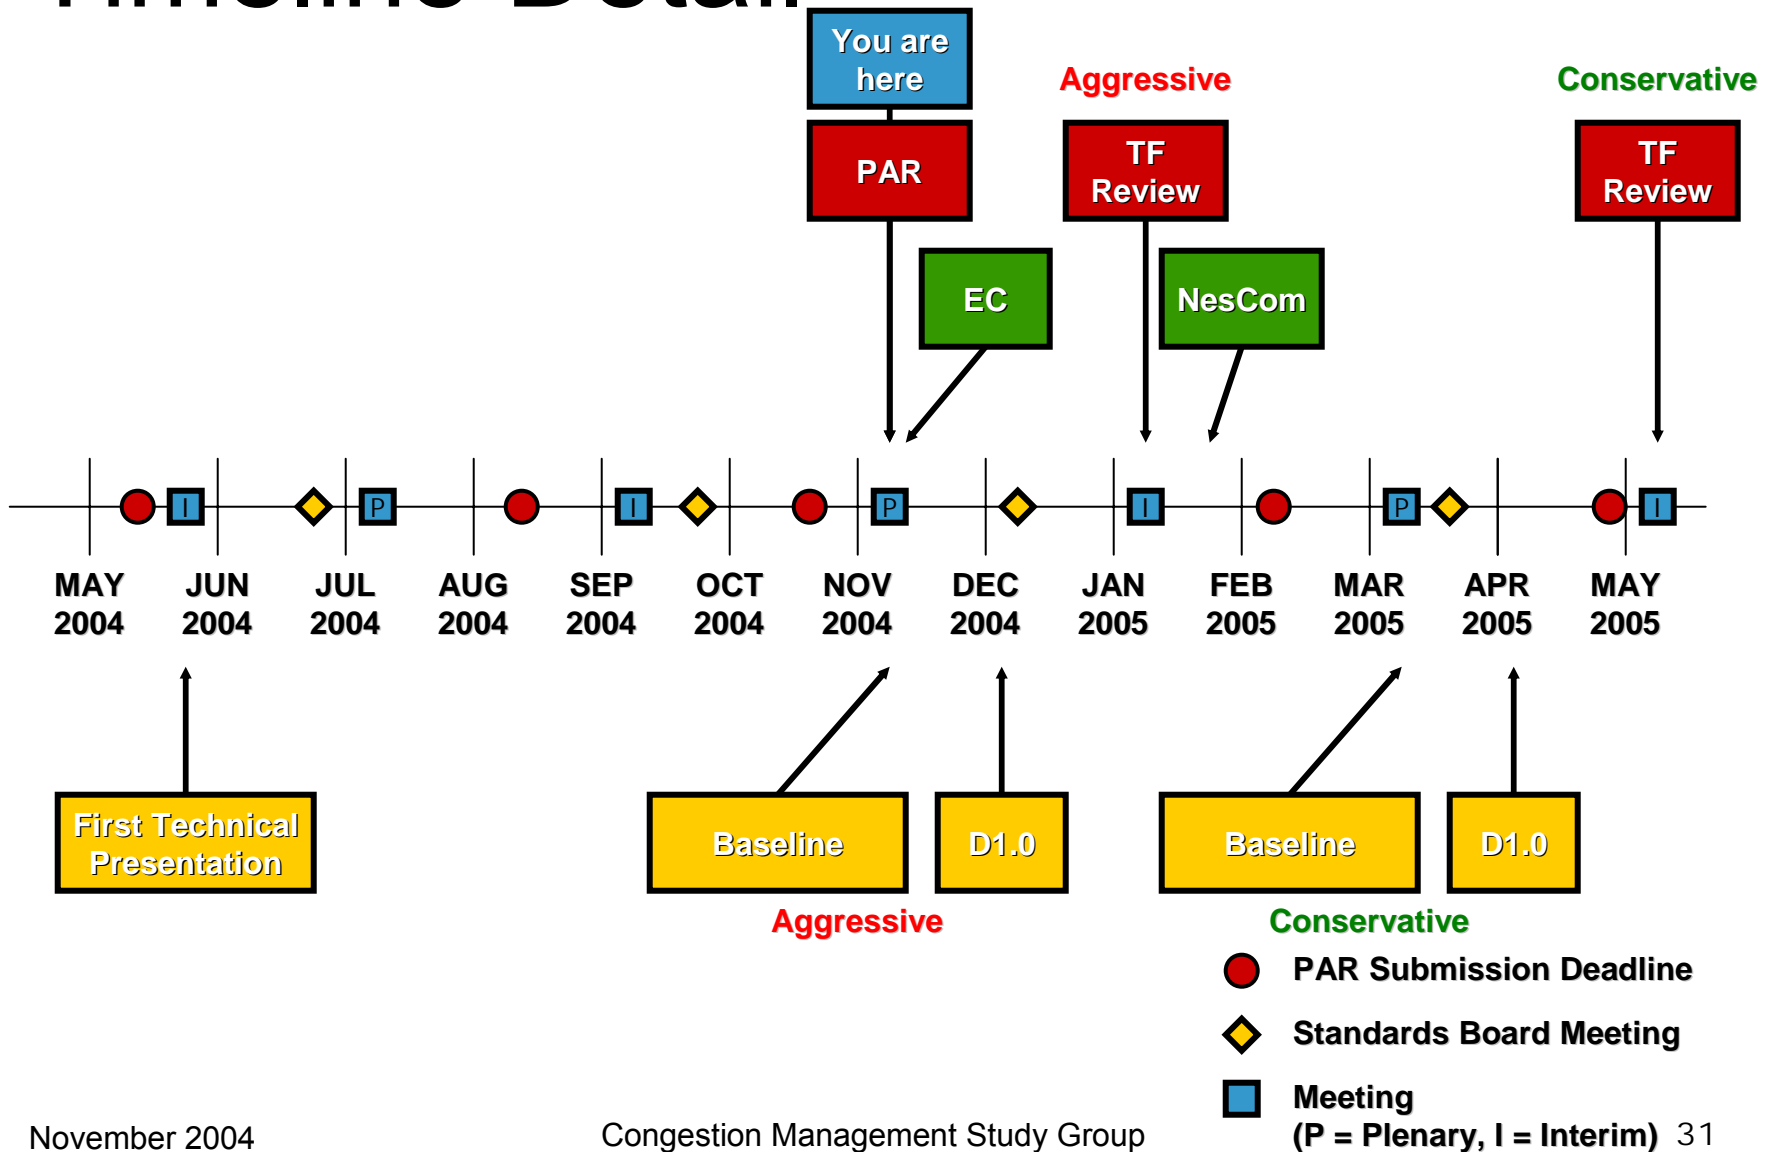 Timeline Detail
You are
here
Aggressive
Conservative
PAR
TF
Review
TF
Review
EC
NesCom
I
P
I
P
I
P
I
MAY
2004
JUN
2004
JUL
2004
AUG
2004
SEP
2004
OCT
2004
NOV
2004
DEC
2004
JAN
2005
FEB
2005
MAR
2005
APR
2005
MAY
2005
First Technical
Presentation
Baseline
D1.0
Baseline
D1.0
Aggressive
Conservative
PAR Submission Deadline
Standards Board Meeting
Meeting
(P = Plenary, I = Interim)
November 2004
Congestion Management Study Group
31